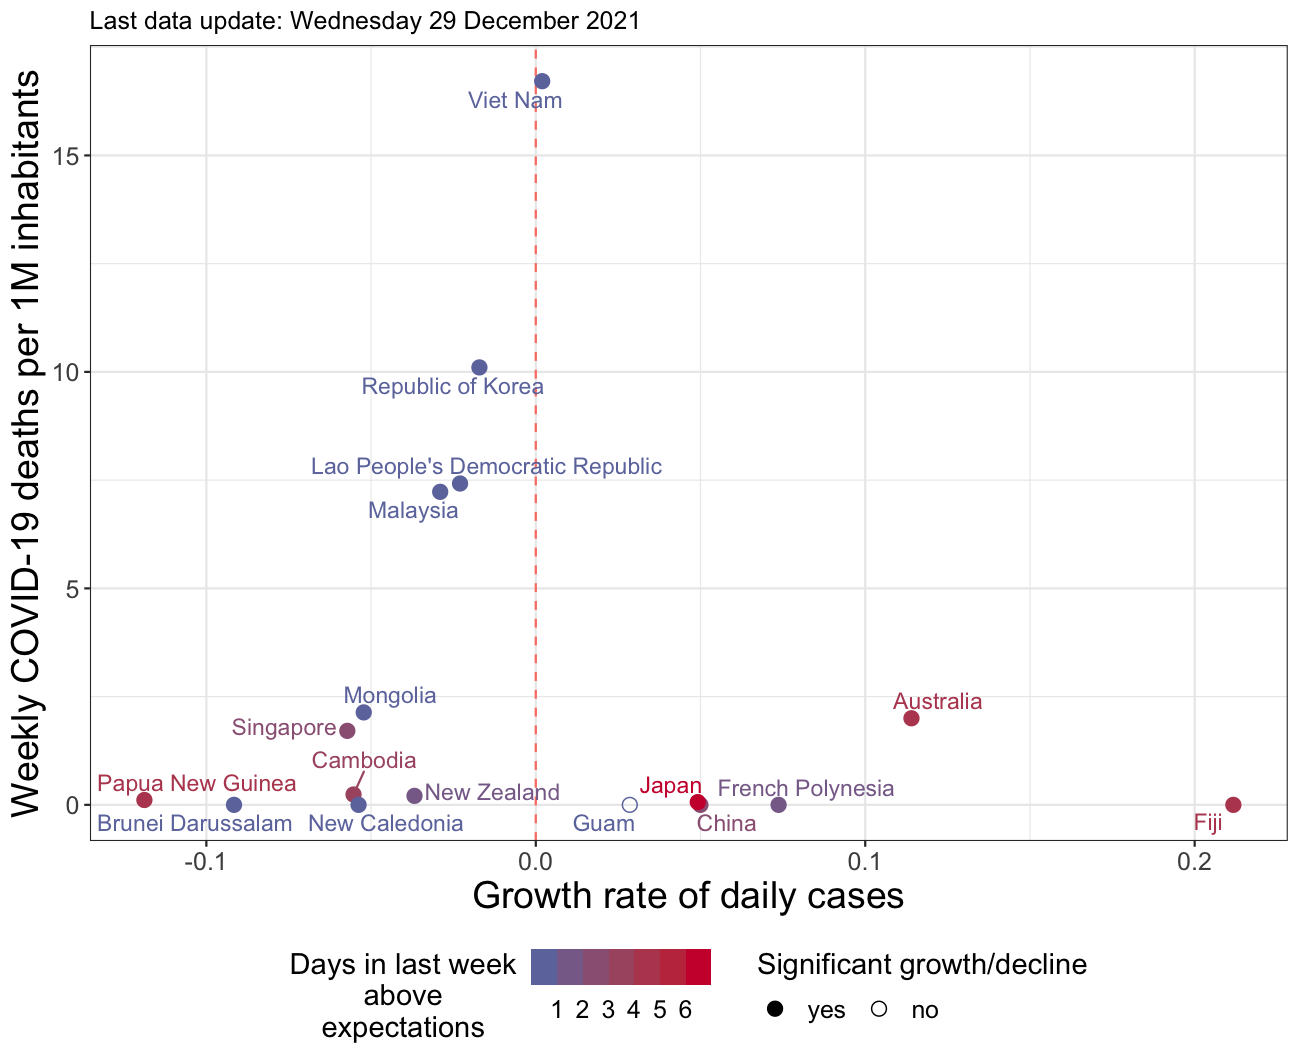 Last data update: Wednesday 29 December 2021
Weekly COVID-19 deaths per 1M inhabitants
15
10
5
0
Viet Nam
Republic of Korea
Lao People's Democratic Republic
Malaysia
Mongolia
Australia
Singapore
Cambodia
Papua New Guinea
New Zealand
Japan
French Polynesia
Brunei Darussalam
New Caledonia
Guam
China
Fiji
-0.1
0.0
0.1
0.2
Growth rate of daily cases
Days in last week
above
expectations
1 2 3 4 5 6
Significant growth/decline
yes
no